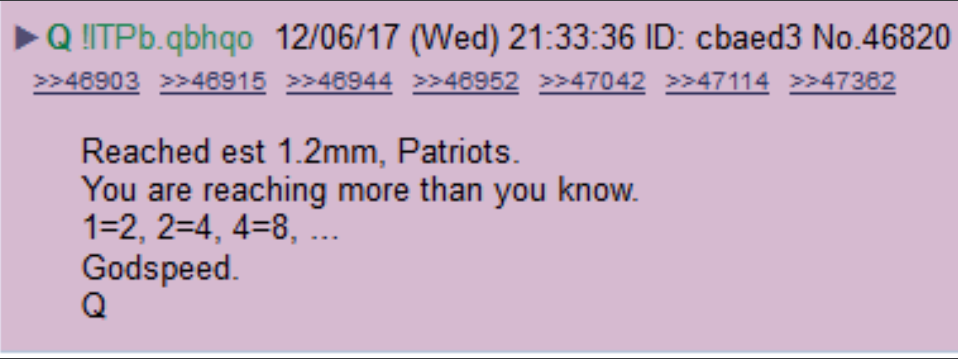 ▶ Q !ITPb.qbhqo 12/06/17 (Wed) 21:33:36 ID: cbaed3 No.46820
>>46903 >>46915 >>46944 >>46952 >>47042 >>47114 >>47362
Reached est 1.2mm, Patriots.
You are reaching more than you know.
1=2, 2=4, 4=8, ...
Godspeed.
Q